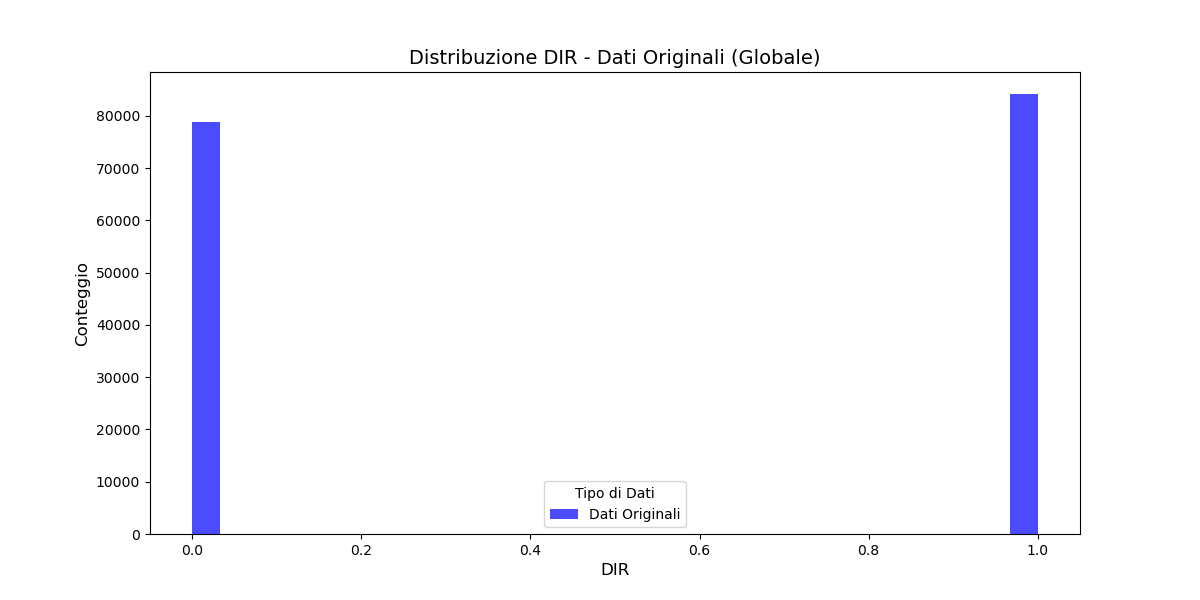 Distribuzione DIR - Dati Originali (Globale)
80000
70000
60000
50000
40000
30000
20000
10000
0
Conteggio
Tipo di Dati
Dati Originali
0.0 0.2 0.4 0.6 0.8 1.0
DIR